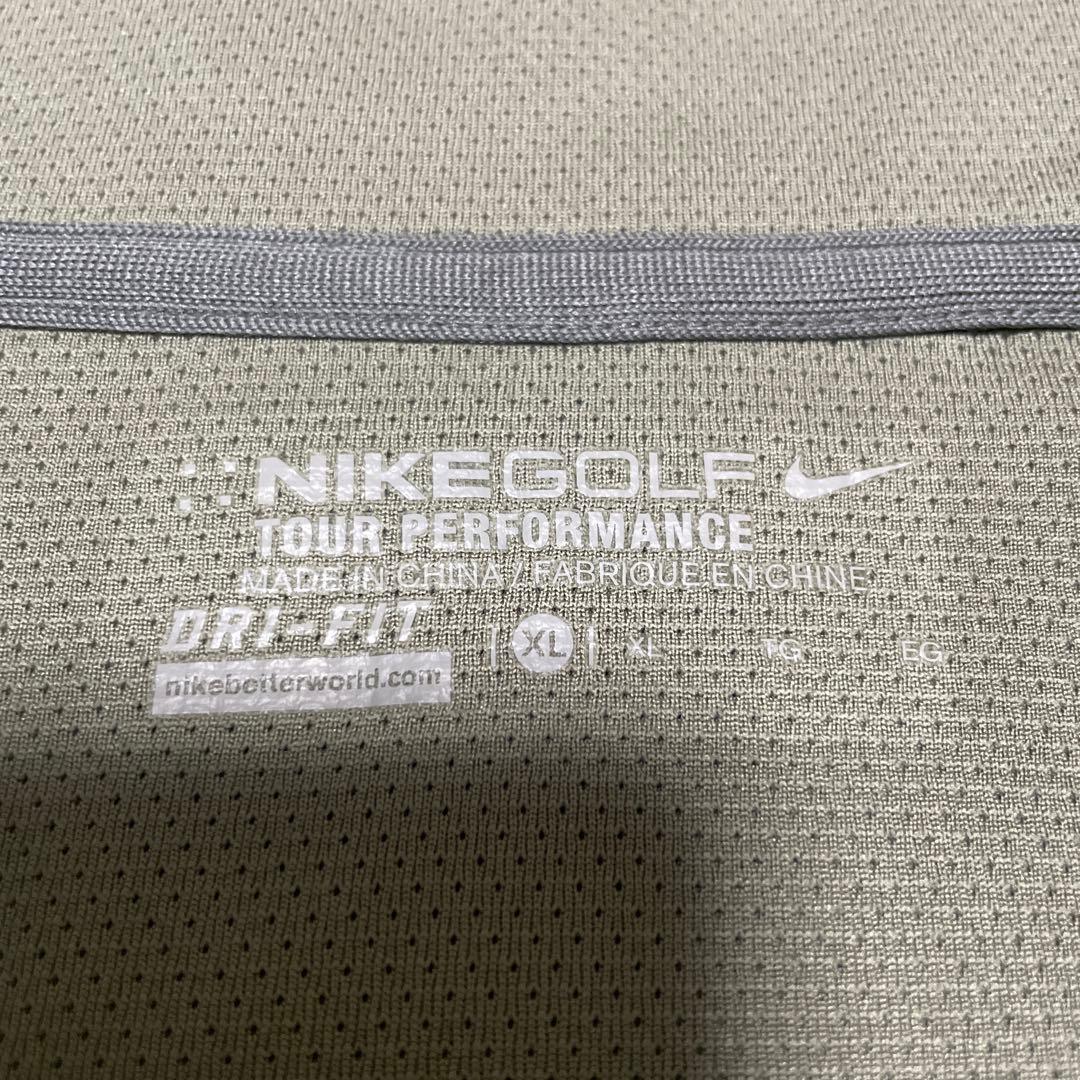 NIKEGOLF
TOUR PERFORMANCE
MADE IN CHINA / FABRIQUE EN CHINE
DRI-FIT
XL XL TG EG
nikebetterworld.com